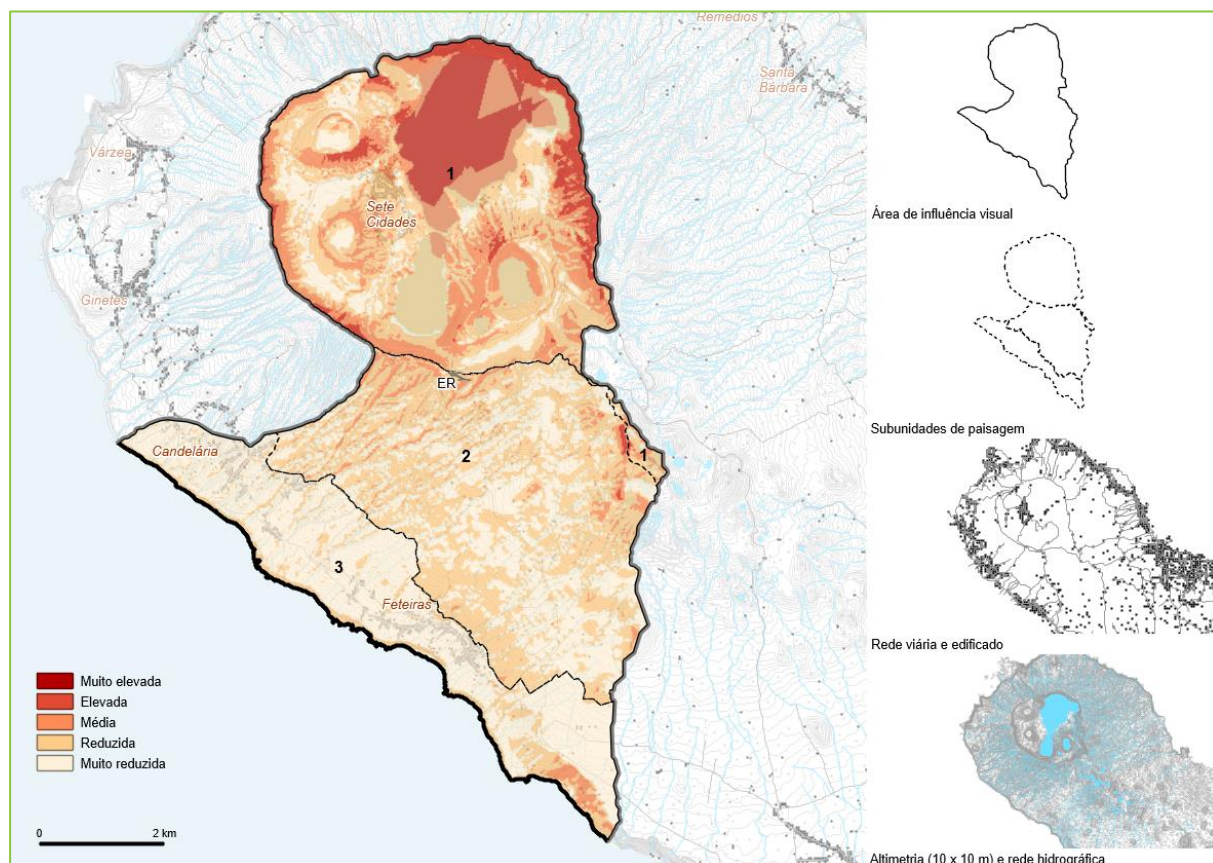 Remédios
Santa
Bárbara
Várzea
1
Sete
Cidades
Ginetes
ER
Candelária
2
1
3
Feteiras
Muito elevada
Elevada
Média
Reduzida
Muito reduzida
0 2 km
Área de influência visual
Subunidades de paisagem
Rede viária e edificado
Altimetria (10 x 10 m) e rede hidrográfica